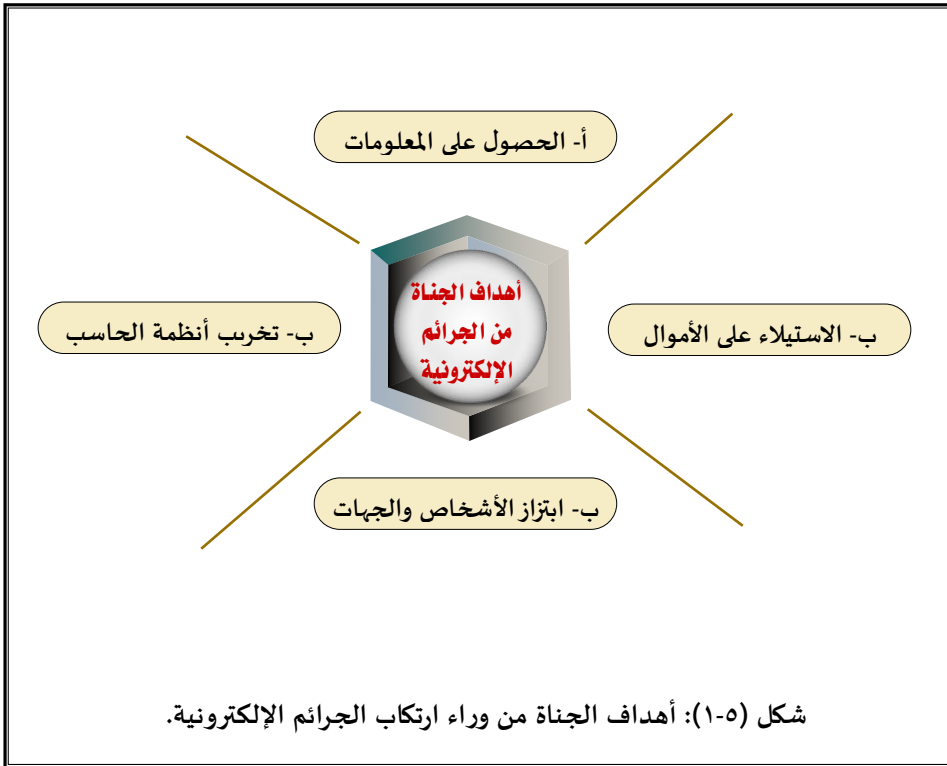 أ- الحصول على المعلومات
أهداف الجناة
من الجرائم
الإلكترونية
ب- الاستيلاء على الأموال
ب- تخريب أنظمة الحاسب
ب- ابتزاز الأشخاص والجهات
شكل (٥-١): أهداف الجناة من وراء ارتكاب الجرائم الإلكترونية.